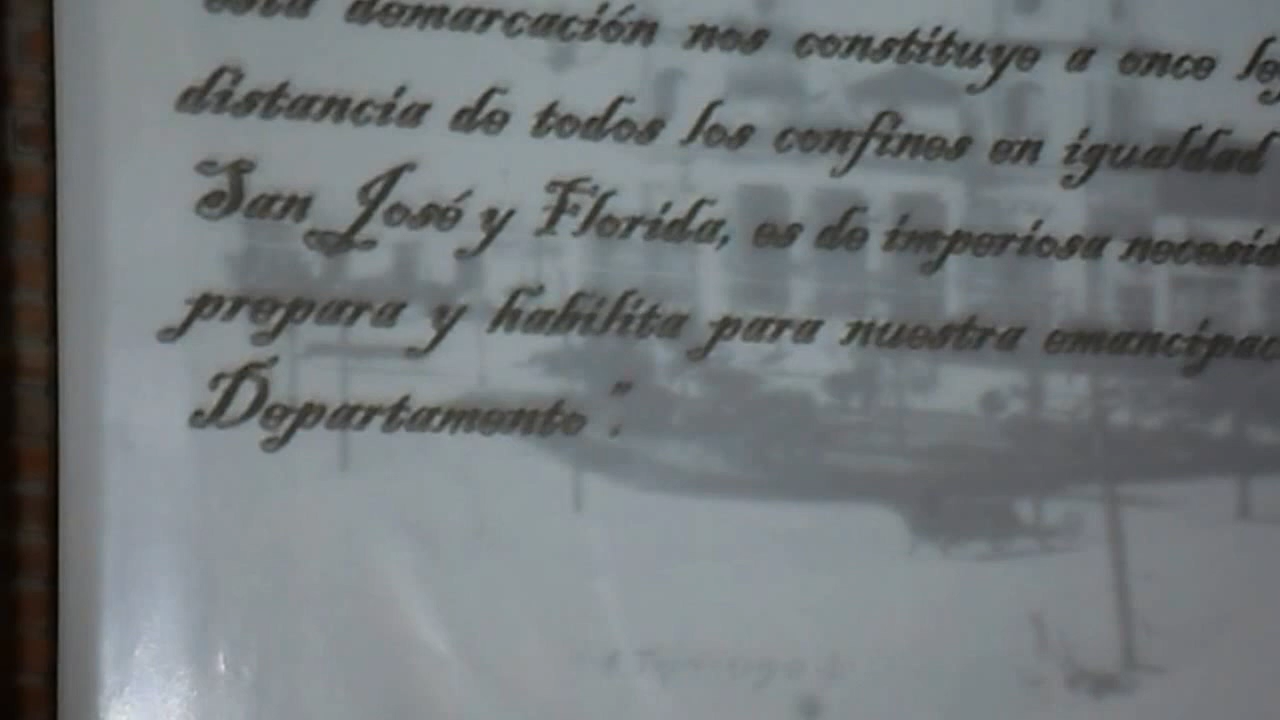 esta demarcación nos constituye a once
distancia de todos los confines en igualdad
San José y Florida, es de imperiosa
prepara y habilita para nuestra
Departamento".